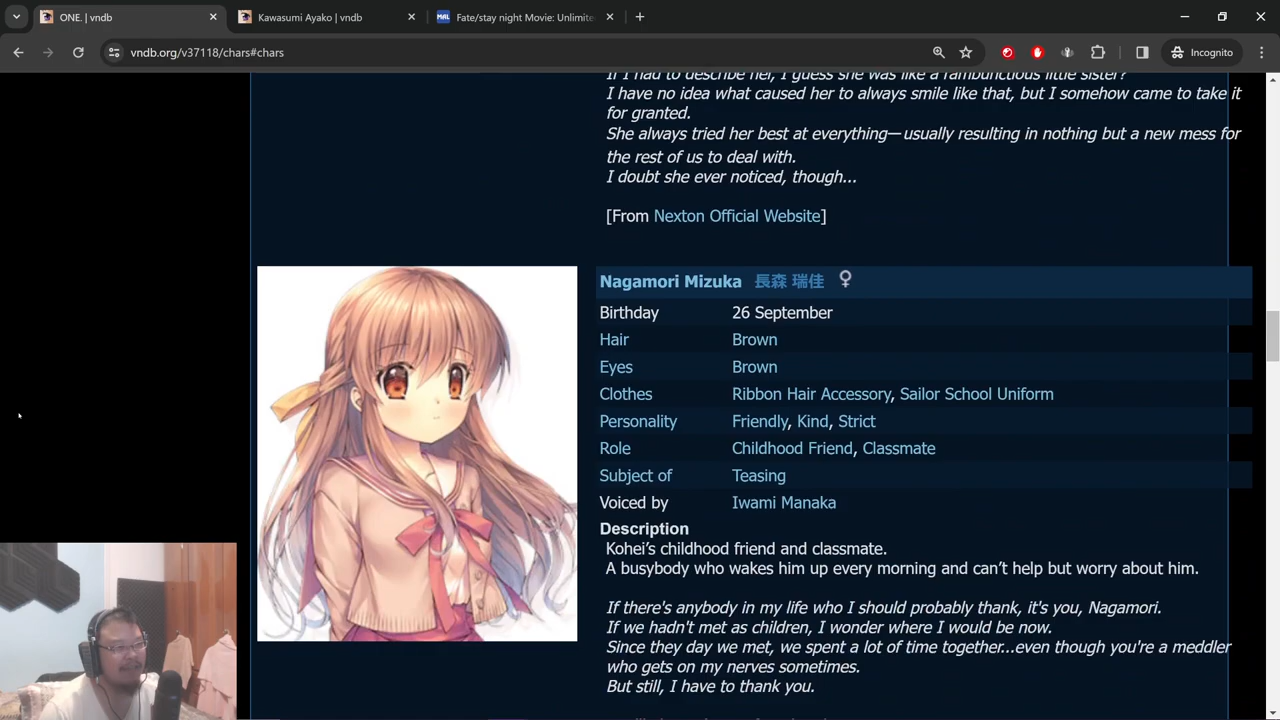 ONE. | vndb
Kawasumi Ayako | vndb
MAL
Fate/stay night Movie: Unlimite
vndb.org/v37118/chars#chars
Incognito
If I had to describe her, I guess she was like a rambunctious little sister?
I have no idea what caused her to always smile like that, but I somehow came to take it
for granted.
She always tried her best at everything—usually resulting in nothing but a new mess for
the rest of us to deal with.
I doubt she ever noticed, though...
[From Nexton Official Website]
Nagamori Mizuka 長森 瑞佳 ♀
Birthday 26 September
Hair Brown
Eyes Brown
Clothes Ribbon Hair Accessory, Sailor School Uniform
Personality Friendly, Kind, Strict
Role Childhood Friend, Classmate
Subject of Teasing
Voiced by Iwami Manaka
Description
Kohei’s childhood friend and classmate.
A busybody who wakes him up every morning and can’t help but worry about him.
If there's anybody in my life who I should probably thank, it's you, Nagamori.
If we hadn't met as children, I wonder where I would be now.
Since they day we met, we spent a lot of time together...even though you're a meddler
who gets on my nerves sometimes.
But still, I have to thank you.